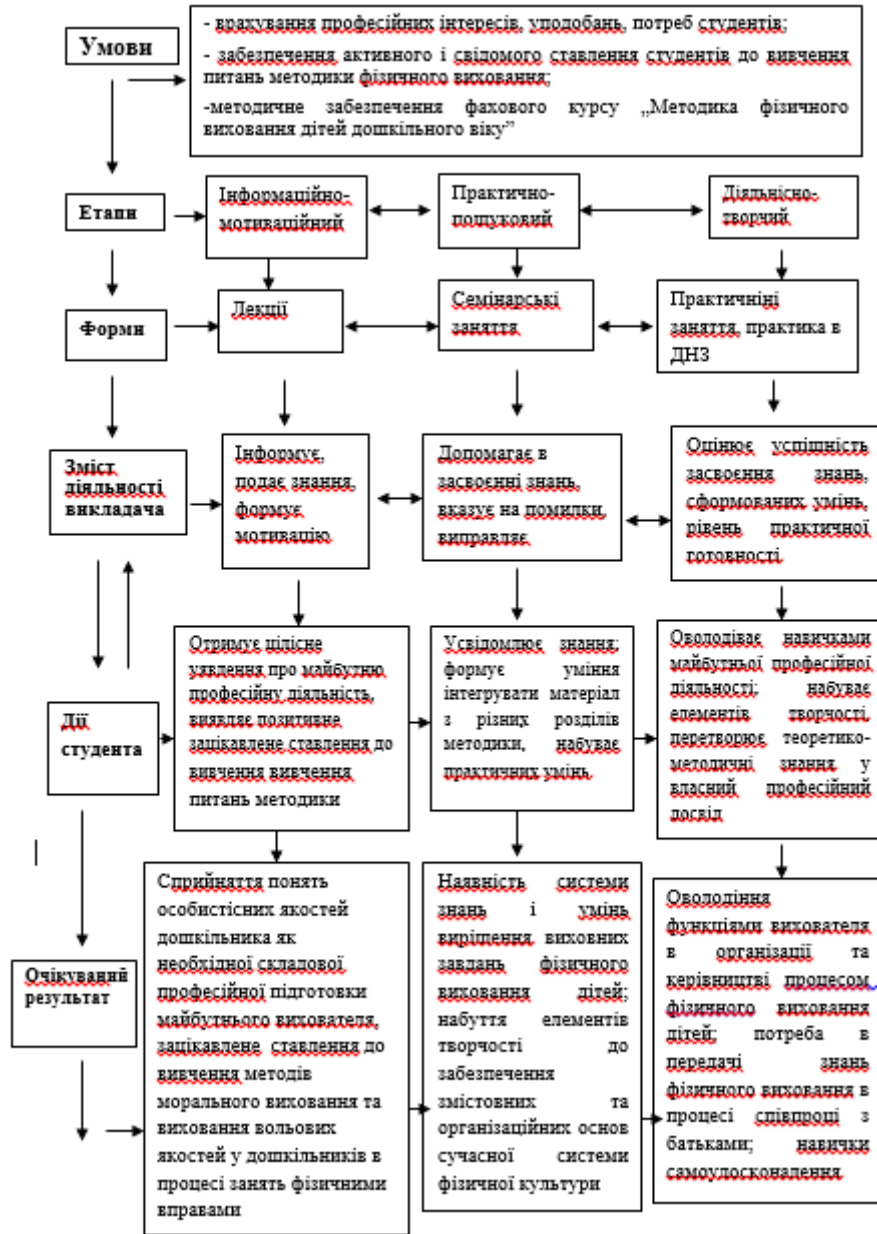 Умови
- врахування професійних інтересів, уподобань, потреб студентів;
- забезпечення активного і свідомого ставлення студентів до вивчення
питань методики фізичного виховання;
-методичне забезпечення фахового курсу „Методика фізичного
виховання дітей дошкільного віку”
Етапи
Інформаційно-
мотиваційний
Практично-
пошуковий
Діяльнісно-
творчий
Форми
Лекції
Семінарські
заняття
Практичніні
заняття, практика в
ДНЗ
Зміст
діяльності
викладача
Інформує,
подає знання,
формує
мотивацію
Допомагає в
засвоєнні знань,
вказує на помилки,
виправляє
Оцінює успішність
засвоєння знань,
сформованих умінь,
рівень практичної
готовності
Дії
студента
Отримує цілісне
уявлення про майбутню
професійну діяльність,
виявляє позитивне
зацікавлене ставлення до
вивчення вивчення
питань методики
Усвідомлює знання;
формує уміння
інтегрувати матеріал
з різних розділів
методики, набуває
практичних умінь
Оволодіває навичками
майбутньої професійної
діяльності; набуває
елементів творчості,
перетворює теоретико-
методичні знання у
власний професійний
досвід
Очікуваний
результат
Сприйняття понять
особистісних якостей
дошкільника як
необхідної складової
професійної підготовки
майбутнього вихователя,
зацікавлене ставлення до
вивчення методів
морального виховання та
виховання вольових
якостей у дошкільників в
процесі занять фізичними
вправами
Наявність системи
знань і умінь
вирішення виховних
завдань фізичного
виховання дітей;
набуття елементів
творчості до
забезпечення
змістовних та
організаційних основ
сучасної системи
фізичної культури
Оволодіння
функціями вихователя
в організації та
керівництві процесом
фізичного виховання
дітей; потреба в
передачі знань
фізичного виховання в
процесі співпроці з
батьками; навички
самоудосконалення